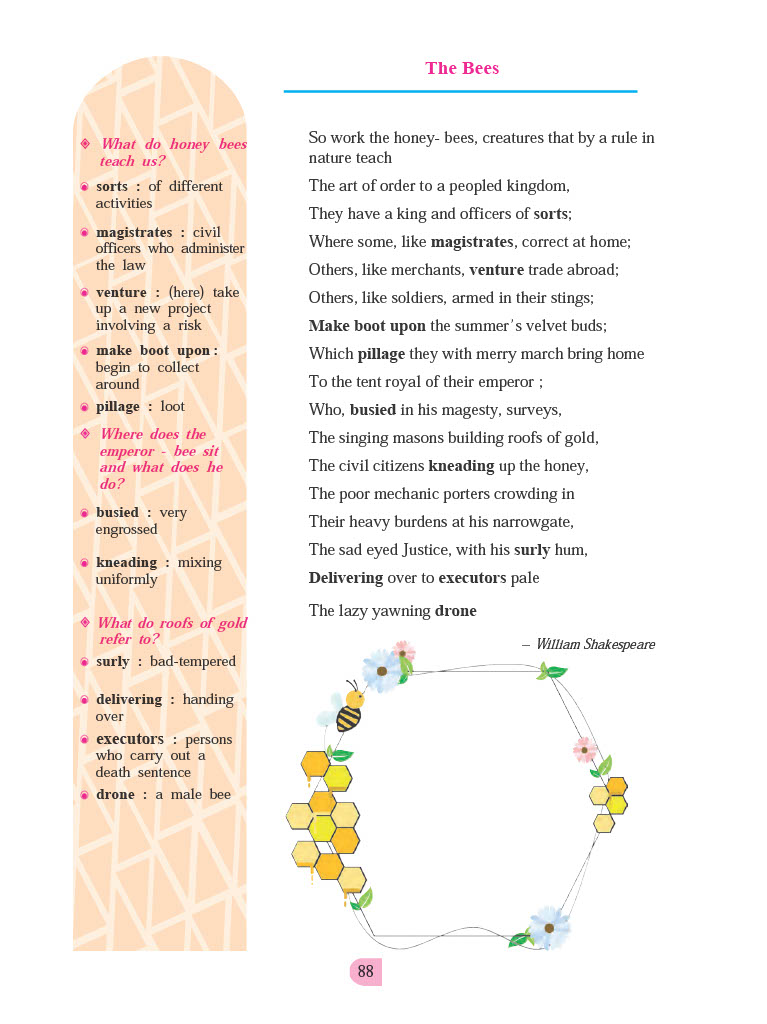 The Bees
What do honey bees
teach us?
sorts : of different
activities
magistrates : civil
officers who administer
the law
venture : (here) take
up a new project
involving a risk
make boot upon :
begin to collect
around
pillage : loot
Where does the
emperor - bee sit
and what does he
do?
busied : very
engrossed
kneading : mixing
uniformly
What do roofs of gold
refer to?
surly : bad-tempered
delivering : handing
over
executors : persons
who carry out a
death sentence
drone : a male bee
So work the honey- bees, creatures that by a rule in
nature teach
The art of order to a peopled kingdom,
They have a king and officers of sorts;
Where some, like magistrates, correct at home;
Others, like merchants, venture trade abroad;
Others, like soldiers, armed in their stings;
Make boot upon the summer's velvet buds;
Which pillage they with merry march bring home
To the tent royal of their emperor ;
Who, busied in his magesty, surveys,
The singing masons building roofs of gold,
The civil citizens kneading up the honey,
The poor mechanic porters crowding in
Their heavy burdens at his narrowgate,
The sad eyed Justice, with his surly hum,
Delivering over to executors pale
The lazy yawning drone
– William Shakespeare
88